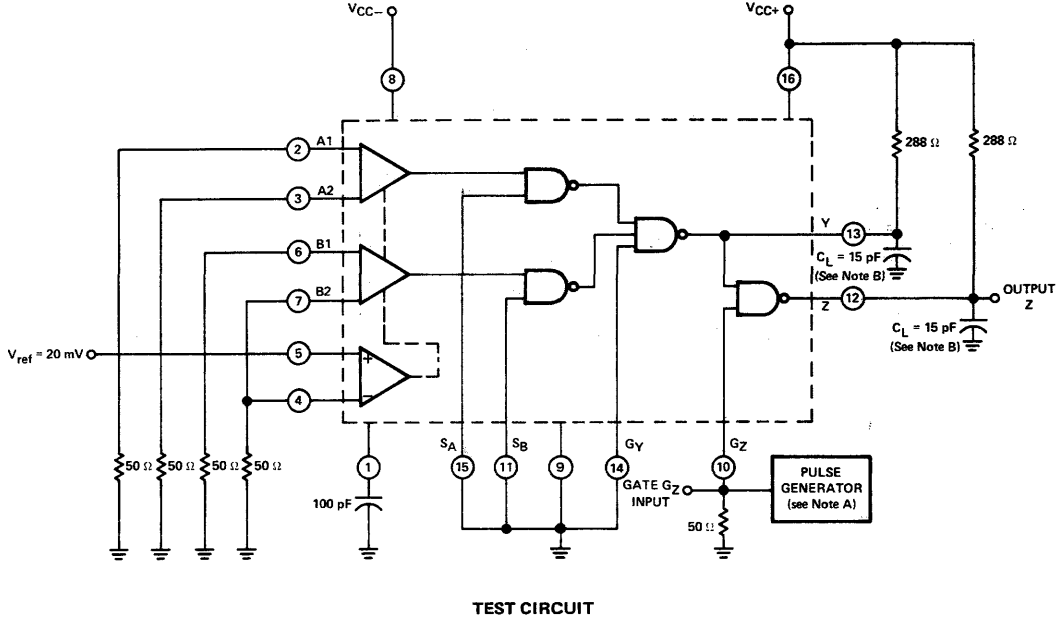 VCC–
VCC+
8
16
2
A1
3
A2
6
B1
7
B2
Vref = 20 mV
5
+
4
–
288 Ω
288 Ω
Y
13
CL = 15 pF
(See Note B)
Z
12
OUTPUT
Z
CL = 15 pF
(See Note B)
50 Ω
50 Ω
50 Ω
50 Ω
1
100 pF
SA
15
SB
11
9
GY
14
GZ
10
GATE GZ
INPUT
50 Ω
PULSE
GENERATOR
(see Note A)
TEST CIRCUIT